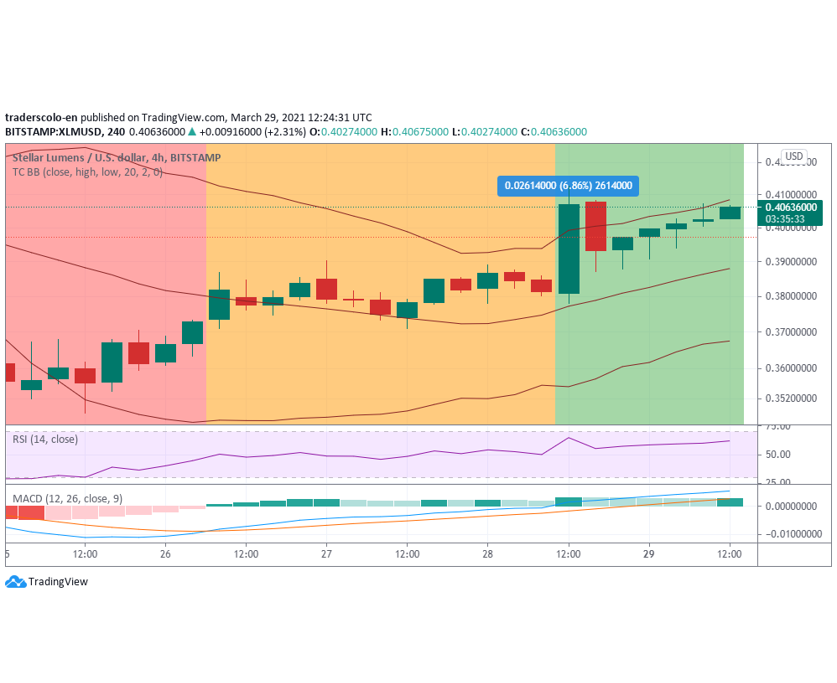 traderscolo-en published on TradingView.com, March 29, 2021 12:24:31 UTC
BITSTAMP:XLMUSD, 240 0.40636000 ▲ +0.00916000 (+2.31%) O:0.40274000 H:0.40675000 L:0.40274000 C:0.40636000
Stellar Lumens / U.S. dollar, 4h, BITSTAMP
USD
TC BB (close, high, low, 20, 2, 0)
0.02614000 (6.86%) 2614000
0.41000000
0.40636000
03:35:33
0.40000000
0.39000000
0.38000000
0.37000000
0.36000000
0.35200000
75.00
RSI (14, close)
50.00
25.00
MACD (12, 26, close, 9)
0.00000000
−0.01000000
5 12:00 26 12:00 27 12:00 28 12:00 29 12:00
TradingView